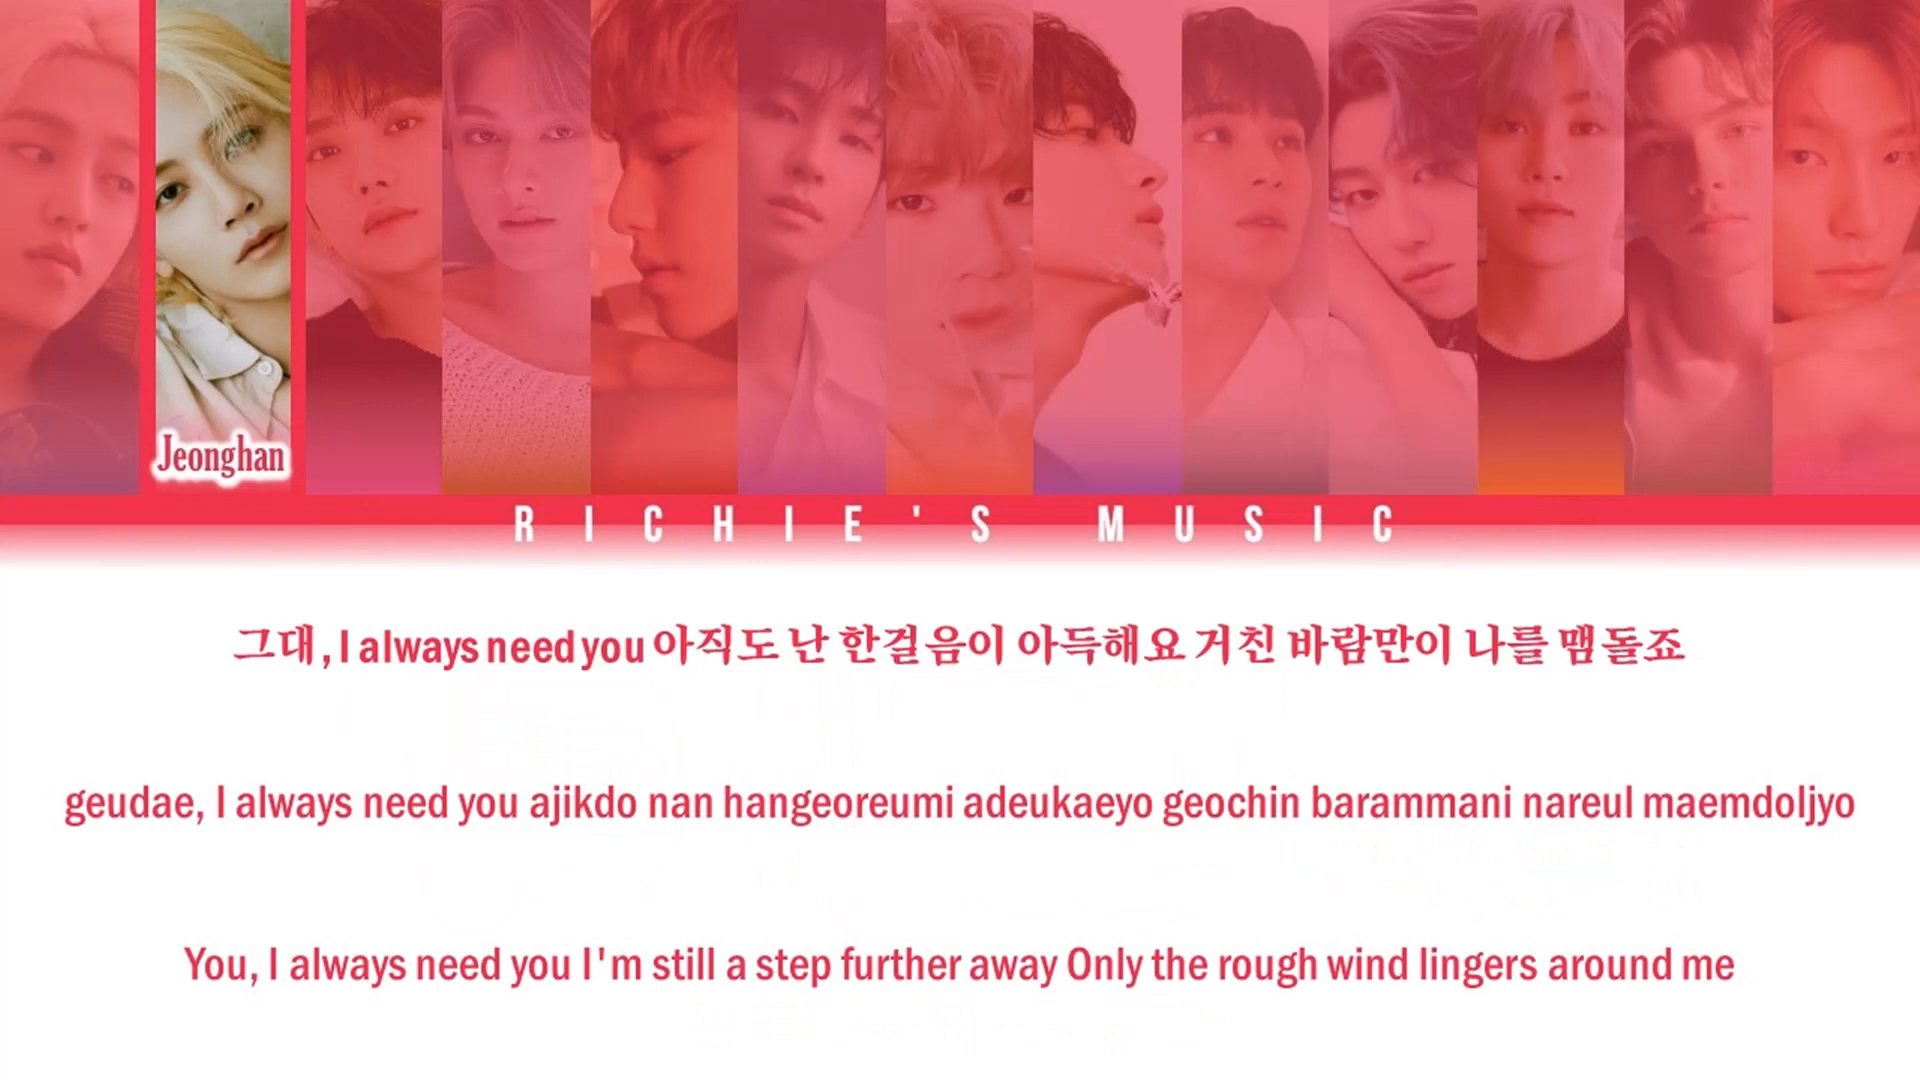 Jeonghan
RICHIE'S MUSIC
그대, I always need you 아직도 난 한걸음이 아득해요 거친 바람만이 나를 맴돌죠
geudae, I always need you ajikdo nan hangeoreumi adeukaeyo geochin barammani nareul maemdoljyo
You, I always need you I'm still a step further away Only the rough wind lingers around me